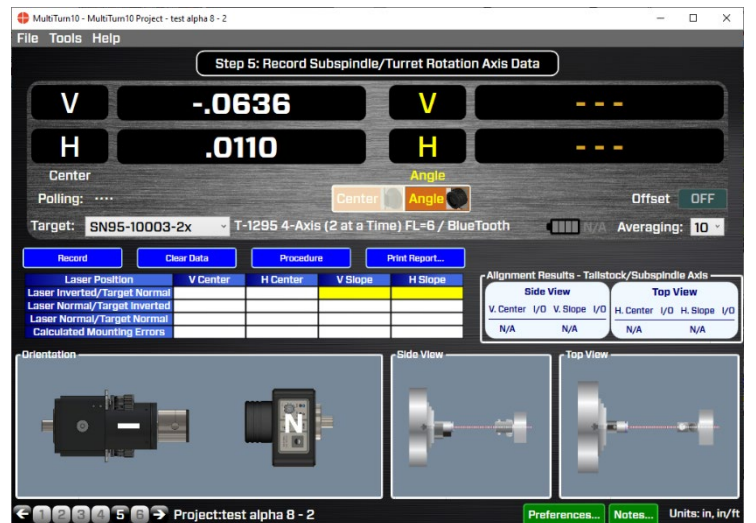 MultiTurn10 - MultiTurn10 Project - test alpha 8 - 2
File Tools Help
Step 5: Record Subspindle/Turret Rotation Axis Data
V -.0636 V - - -
H .0110 H - - -
Center Angle
Polling: ···· Center Angle Offset OFF
Target: SN95-10003-2x T-1295 4-Axis (2 at a Time) FL=6 / BlueTooth N/A Averaging: 10
Record Clear Data Procedure Print Report...
Laser Position V Center H Center V Slope H Slope
Laser Inverted/Target Normal
Laser Normal/Target Inverted
Laser Normal/Target Normal
Calculated Mounting Errors
Alignment Results - Tailstock/Subspindle Axis
Side View Top View
V. Center I/O V. Slope I/O H. Center I/O H. Slope I/O
N/A N/A N/A N/A
Orientation Side View Top View
N
1 2 3 4 5 6 Project:test alpha 8 - 2 Preferences... Notes... Units: in, in/ft